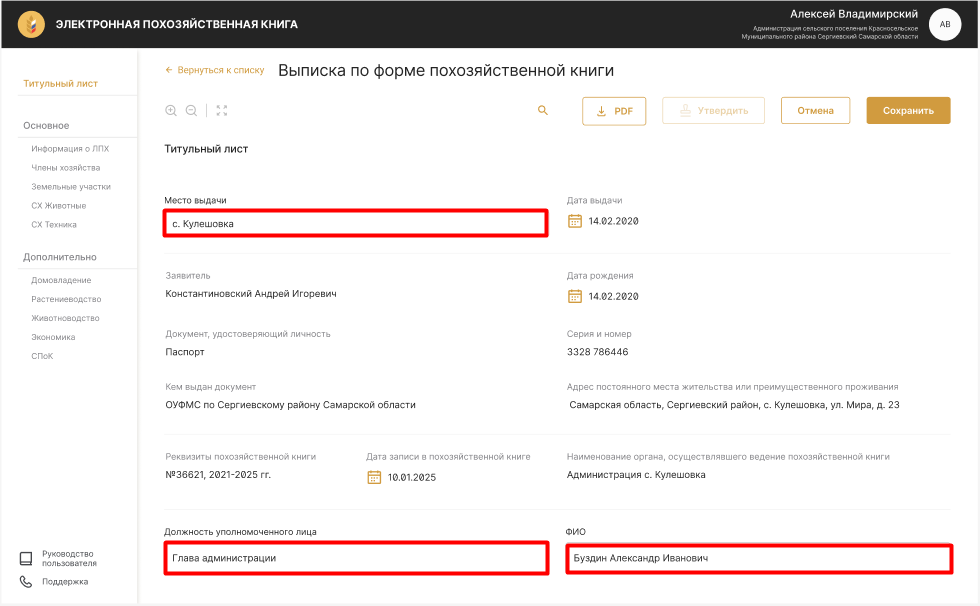 ЭЛЕКТРОННАЯ ПОХОЗЯЙСТВЕННАЯ КНИГА
Алексей Владимирский
Администрация сельского поселения Красносельское
Муниципального района Сергиевский Самарской области
АВ
Титульный лист
Основное
Информация о ЛПХ
Члены хозяйства
Земельные участки
СХ Животные
СХ Техника
Дополнительно
Домовладение
Растениеводство
Животноводство
Экономика
СПоК
Руководство
пользователя
Поддержка
← Вернуться к списку Выписка по форме похозяйственной книги
PDF Утвердить Отмена Сохранить
Титульный лист
Место выдачи
с. Кулешовка
Дата выдачи
14.02.2020
Заявитель
Константиновский Андрей Игоревич
Дата рождения
14.02.2020
Документ, удостоверяющий личность
Паспорт
Серия и номер
3328 786446
Кем выдан документ
ОУФМС по Сергиевскому району Самарской области
Адрес постоянного места жительства или преимущественного проживания
Самарская область, Сергиевский район, с. Кулешовка, ул. Мира, д. 23
Реквизиты похозяйственной книги
№36621, 2021-2025 гг.
Дата записи в похозяйственной книге
10.01.2025
Наименование органа, осуществлявшего ведение похозяйственной книги
Администрация с. Кулешовка
Должность уполномоченного лица
Глава администрации
ФИО
Буздин Александр Иванович